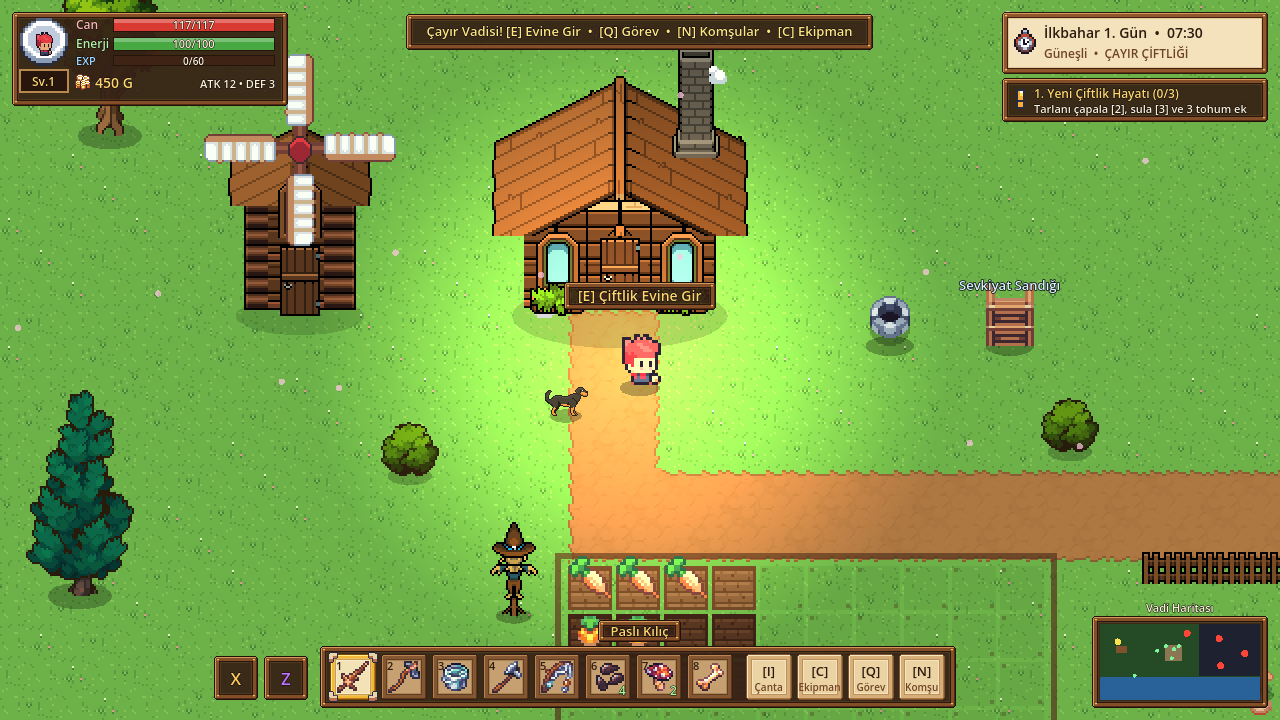 Can 117/117
Enerji 100/100
EXP 0/60
Sv.1 450 G ATK 12 • DEF 3
Çayır Vadisi! [E] Evine Gir • [Q] Görev • [N] Komşular • [C] Ekipman
İlkbahar 1. Gün • 07:30
Güneşli • ÇAYIR ÇİFTLİĞİ
1. Yeni Çiftlik Hayatı (0/3)
Tarlanı çapala [2], sula [3] ve 3 tohum ek
Sevkiyat Sandığı
[E] Çiftlik Evine Gir
Vadi Haritası
Paslı Kılıç
X
Z
1 2 3 4 5 6 7 8
4 2
[I] Çanta
[C] Ekipman
[Q] Görev
[N] Komşu